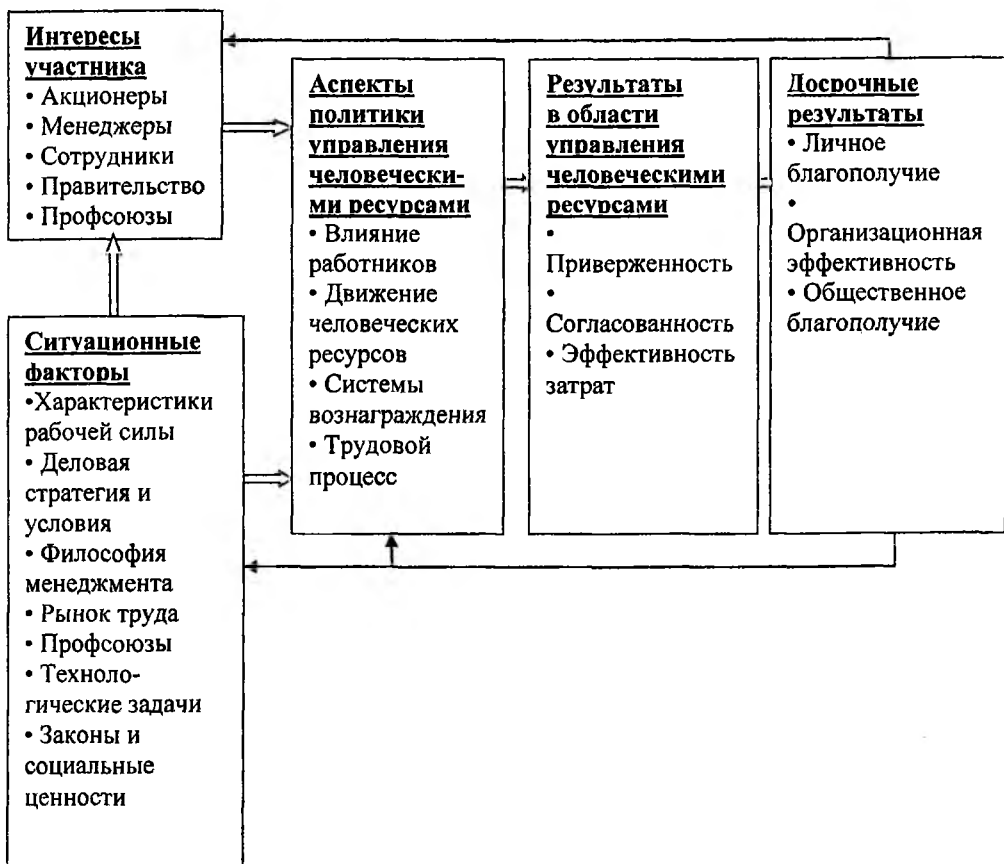 Интересы
участника
• Акционеры
• Менеджеры
• Сотрудники
• Правительство
• Профсоюзы
Ситуационные
факторы
•Характеристики
рабочей силы
• Деловая
стратегия и
условия
• Философия
менеджмента
• Рынок труда
• Профсоюзы
• Техноло-
гические задачи
• Законы и
социальные
ценности
Аспекты
политики
управления
человечески-
ми ресурсами
• Влияние
работников
• Движение
человеческих
ресурсов
• Системы
вознаграждения
• Трудовой
процесс
Результаты
в области
управления
человеческими
ресурсами
•
Приверженность
•
Согласованность
• Эффективность
затрат
Досрочные
результаты
• Личное
благополучие
•
Организационная
эффективность
• Общественное
благополучие